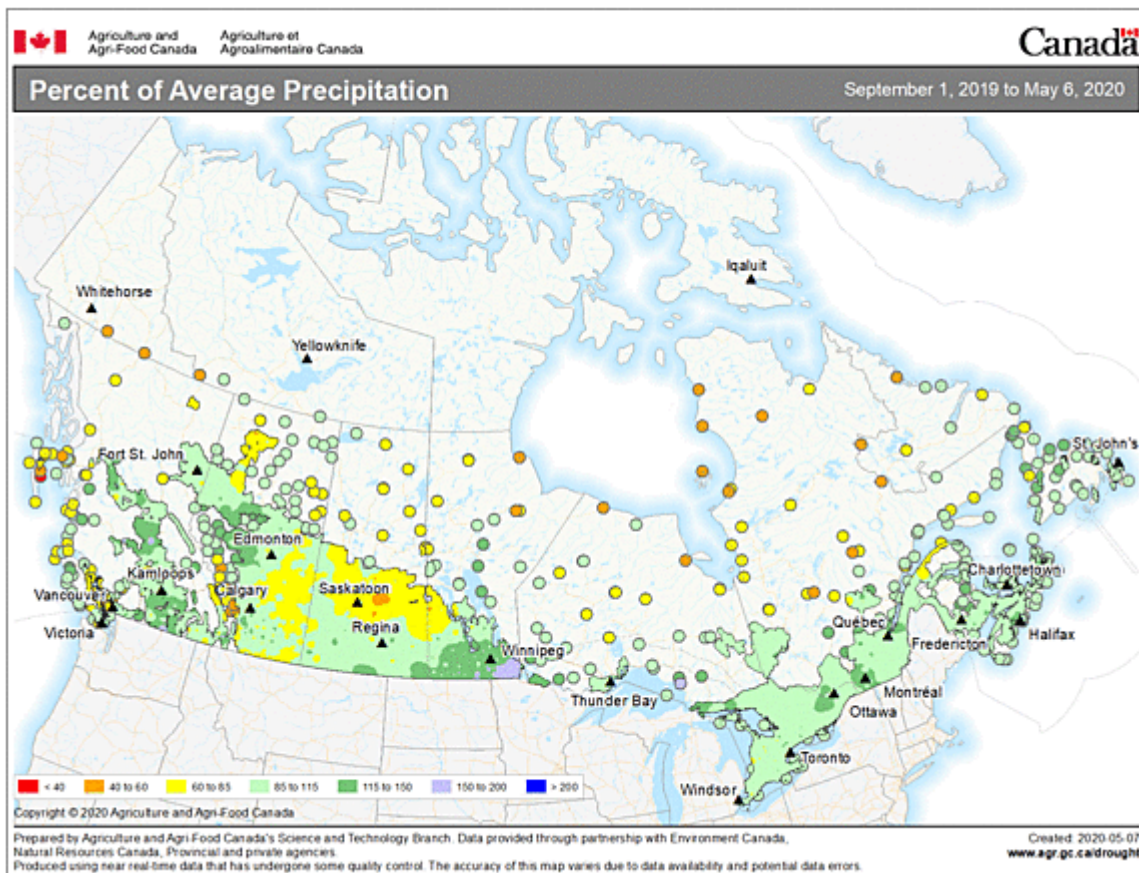 Agriculture and Agriculture et
Agri-Food Canada Agroalimentaire Canada
Canada
Percent of Average Precipitation September 1, 2019 to May 6, 2020
Iqaluit
Whitehorse
Yellowknife
St. John's
Fort St. John
Edmonton
Charlottetown
Kamloops
Vancouver Calgary Saskatoon
Québec
Victoria Regina
Fredericton Halifax
Winnipeg
Thunder Bay Montréal
Ottawa
Toronto
Windsor
< 40 40 to 60 60 to 85 85 to 115 115 to 150 150 to 200 > 200
Copyright © 2020 Agriculture and Agri-Food Canada
Prepared by Agriculture and Agri-Food Canada's Science and Technology Branch. Data provided through partnership with Environment Canada,
Natural Resources Canada, Provincial and private agencies.
Produced using near real-time data that has undergone some quality control. The accuracy of this map varies due to data availability and potential data errors.
Created: 2020-05-07
www.agr.gc.ca/drought